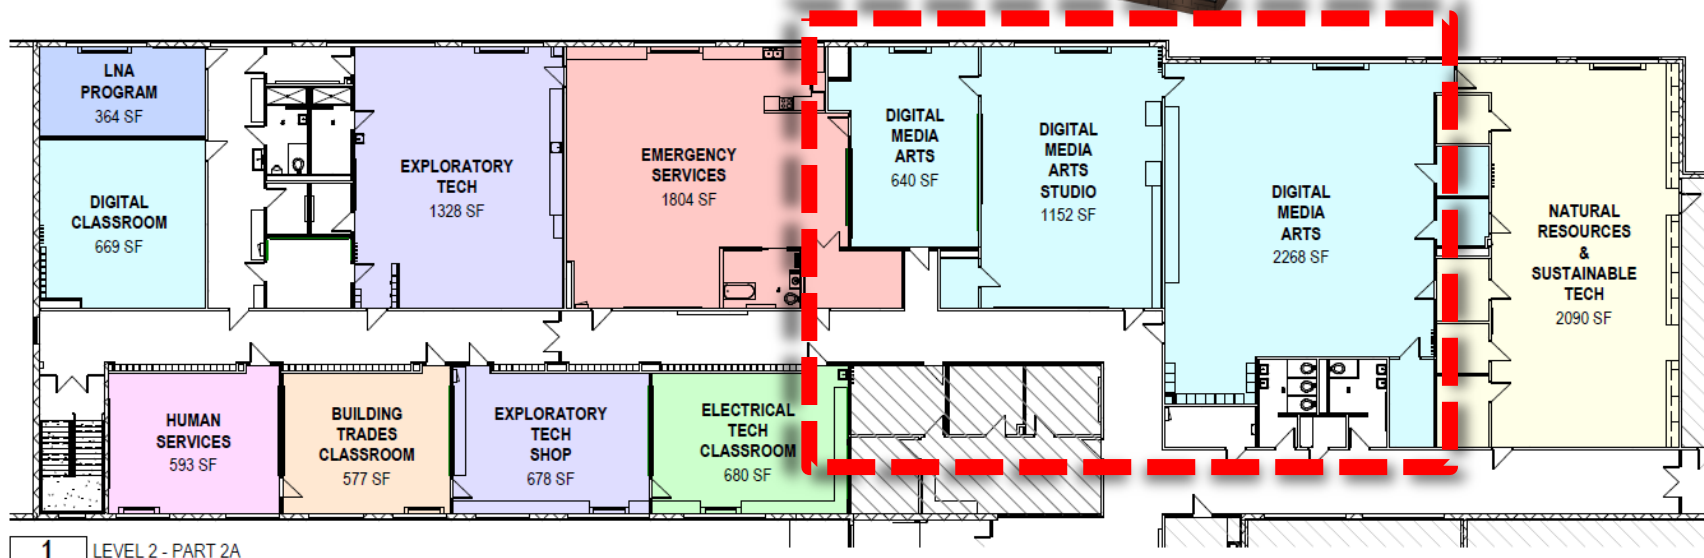 LNA
PROGRAM
364 SF
DIGITAL
CLASSROOM
669 SF
EXPLORATORY
TECH
1328 SF
EMERGENCY
SERVICES
1804 SF
DIGITAL
MEDIA
ARTS
640 SF
DIGITAL
MEDIA
ARTS
STUDIO
1152 SF
DIGITAL
MEDIA
ARTS
2268 SF
NATURAL
RESOURCES
&
SUSTAINABLE
TECH
2090 SF
HUMAN
SERVICES
593 SF
BUILDING
TRADES
CLASSROOM
577 SF
EXPLORATORY
TECH
SHOP
678 SF
ELECTRICAL
TECH
CLASSROOM
680 SF
1 LEVEL 2 - PART 2A